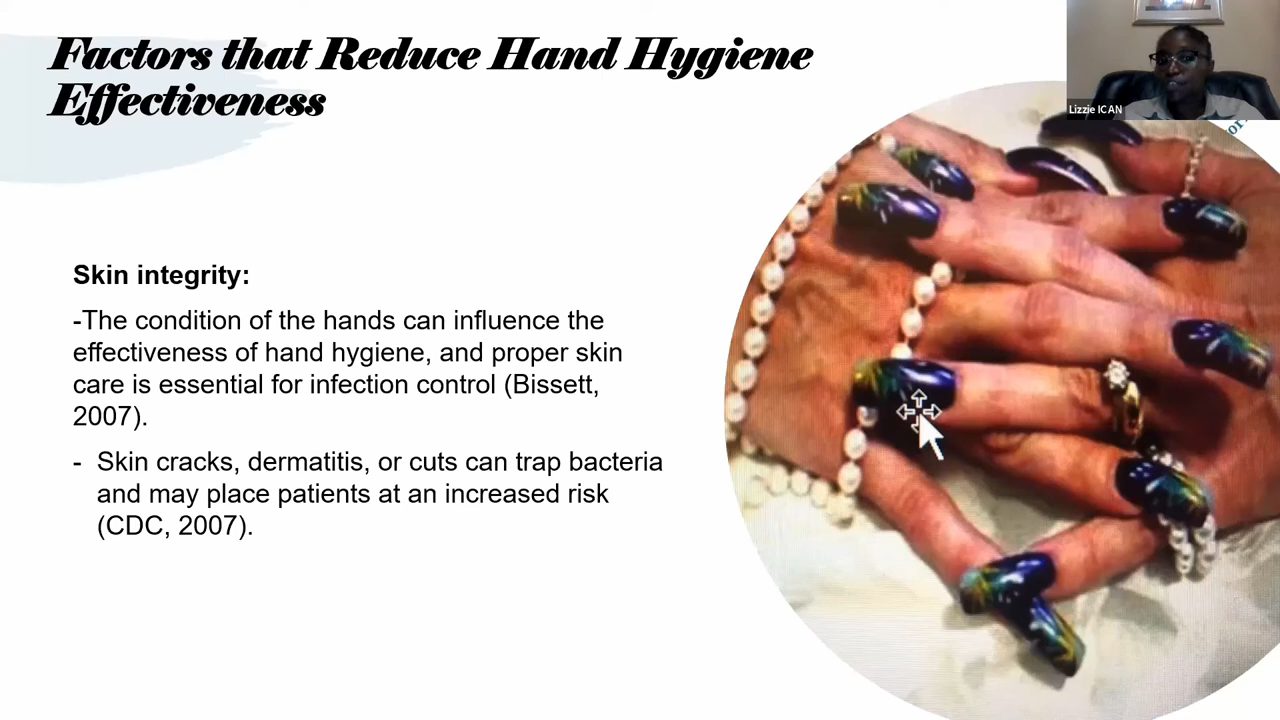 Factors that Reduce Hand Hygiene
Effectiveness
Lizzie ICAN
Skin integrity:
-The condition of the hands can influence the
effectiveness of hand hygiene, and proper skin
care is essential for infection control (Bissett,
2007).
- Skin cracks, dermatitis, or cuts can trap bacteria
and may place patients at an increased risk
(CDC, 2007).